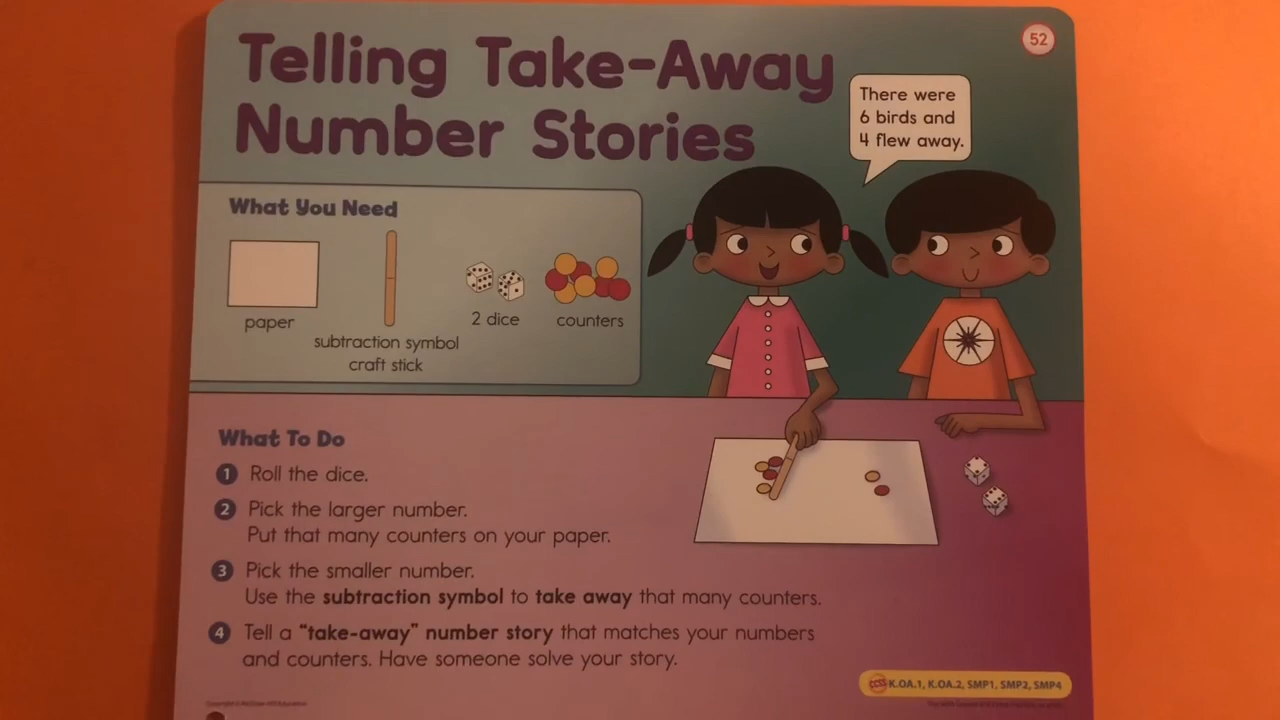 52
Telling Take-Away
Number Stories
There were
6 birds and
4 flew away.
What You Need
paper
subtraction symbol
craft stick
2 dice
counters
What To Do
1 Roll the dice.
2 Pick the larger number.
Put that many counters on your paper.
3 Pick the smaller number.
Use the subtraction symbol to take away that many counters.
4 Tell a “take-away” number story that matches your numbers
and counters. Have someone solve your story.
K.OA.1, K.OA.2, SMP1, SMP2, SMP4
Copyright © McGraw-Hill Education